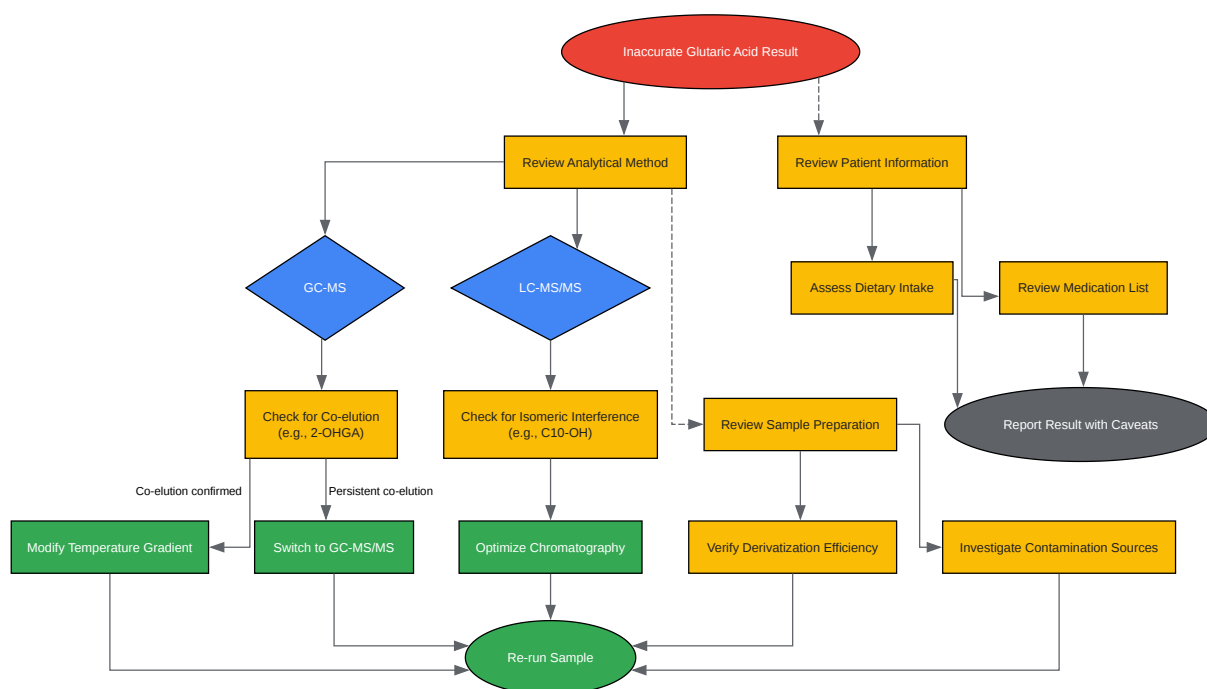 Inaccurate Glutaric Acid Result
Review Analytical Method
Review Patient Information
GC-MS
LC-MS/MS
Assess Dietary Intake
Review Medication List
Check for Co-elution
(e.g., 2-OHGA)
Check for Isomeric Interference
(e.g., C10-OH)
Review Sample Preparation
Report Result with Caveats
Co-elution confirmed
Persistent co-elution
Modify Temperature Gradient
Switch to GC-MS/MS
Optimize Chromatography
Verify Derivatization Efficiency
Investigate Contamination Sources
Re-run Sample